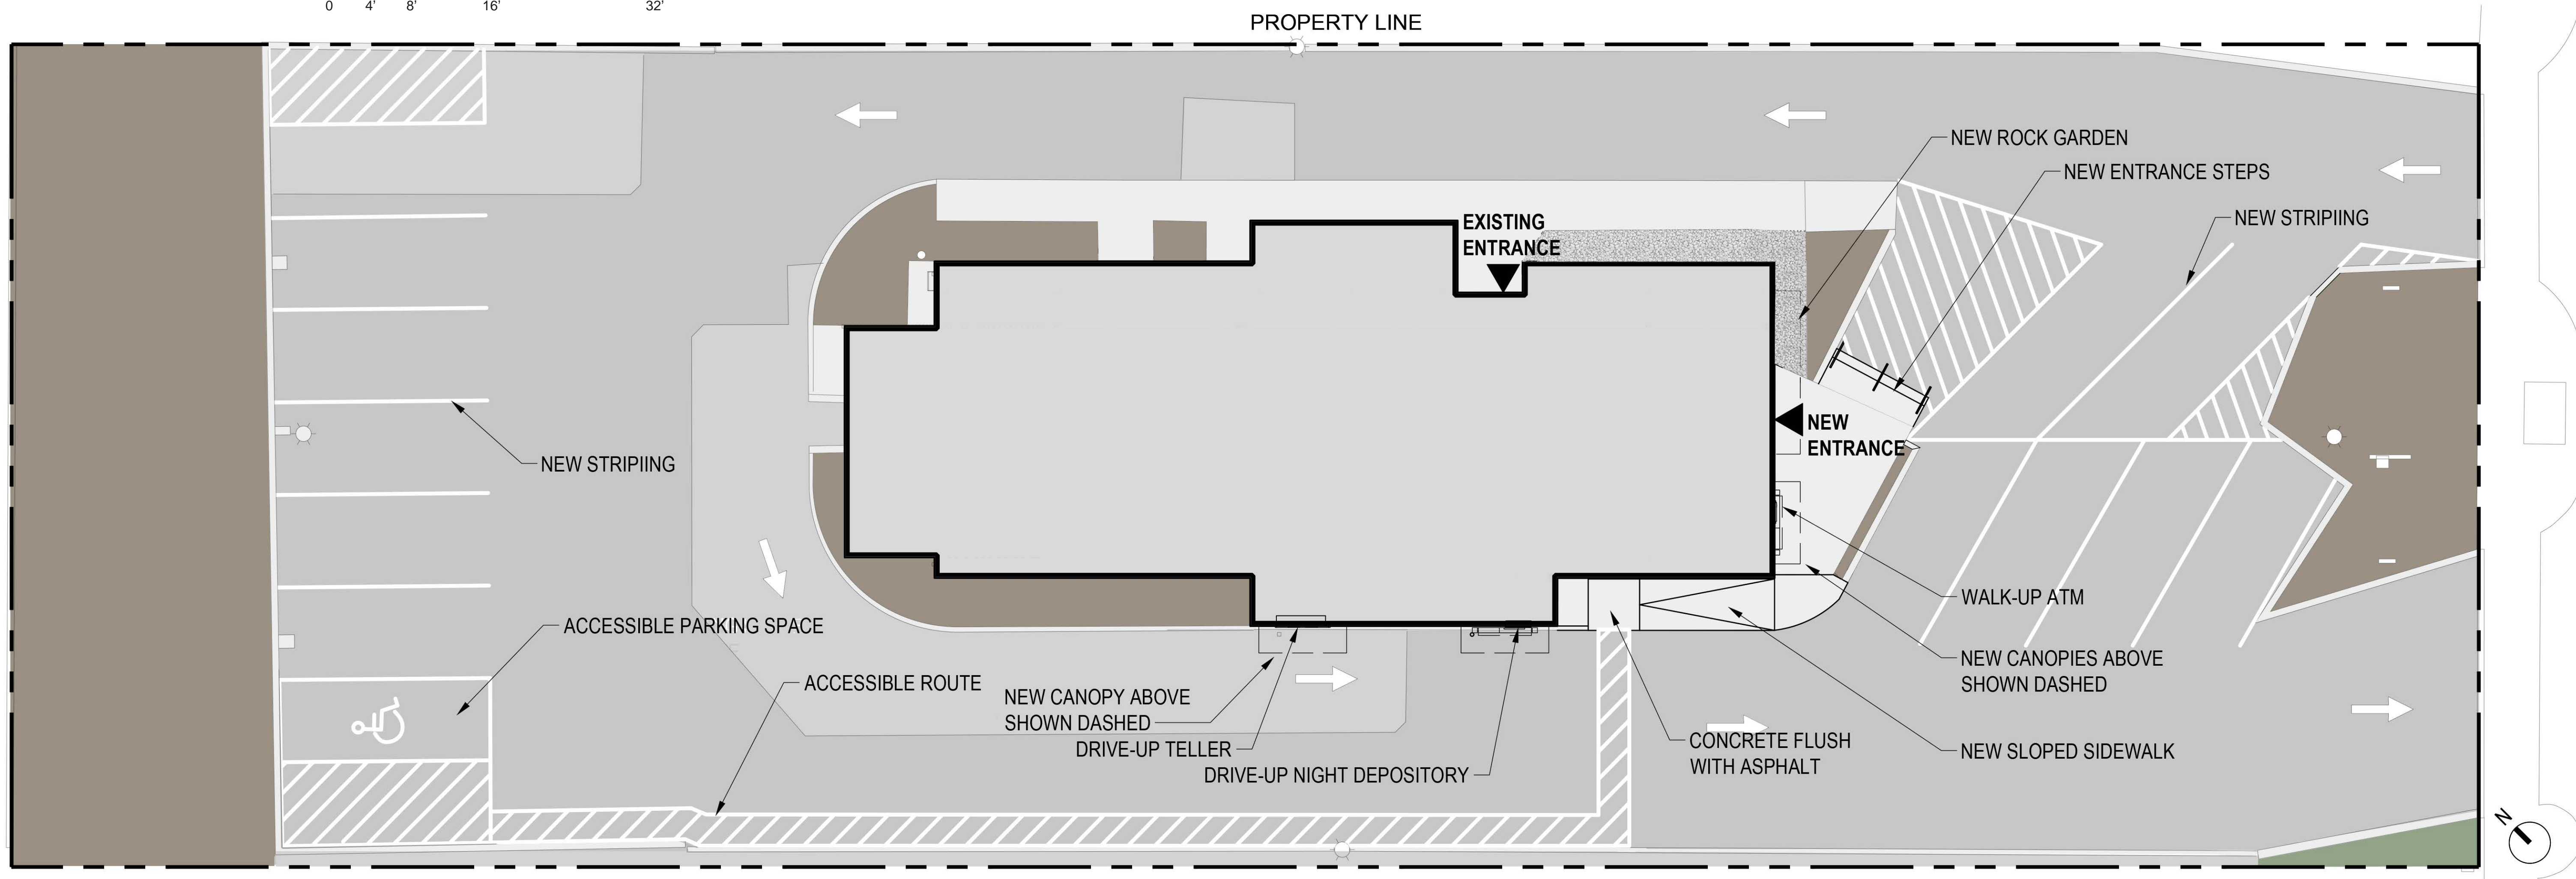 0 4' 8' 16' 32'
PROPERTY LINE
NEW ROCK GARDEN
NEW ENTRANCE STEPS
NEW STRIPIING
EXISTING
ENTRANCE
NEW
ENTRANCE
NEW STRIPIING
WALK-UP ATM
ACCESSIBLE PARKING SPACE
NEW CANOPIES ABOVE
SHOWN DASHED
ACCESSIBLE ROUTE
NEW CANOPY ABOVE
SHOWN DASHED
DRIVE-UP TELLER
DRIVE-UP NIGHT DEPOSITORY
CONCRETE FLUSH
WITH ASPHALT
NEW SLOPED SIDEWALK
N